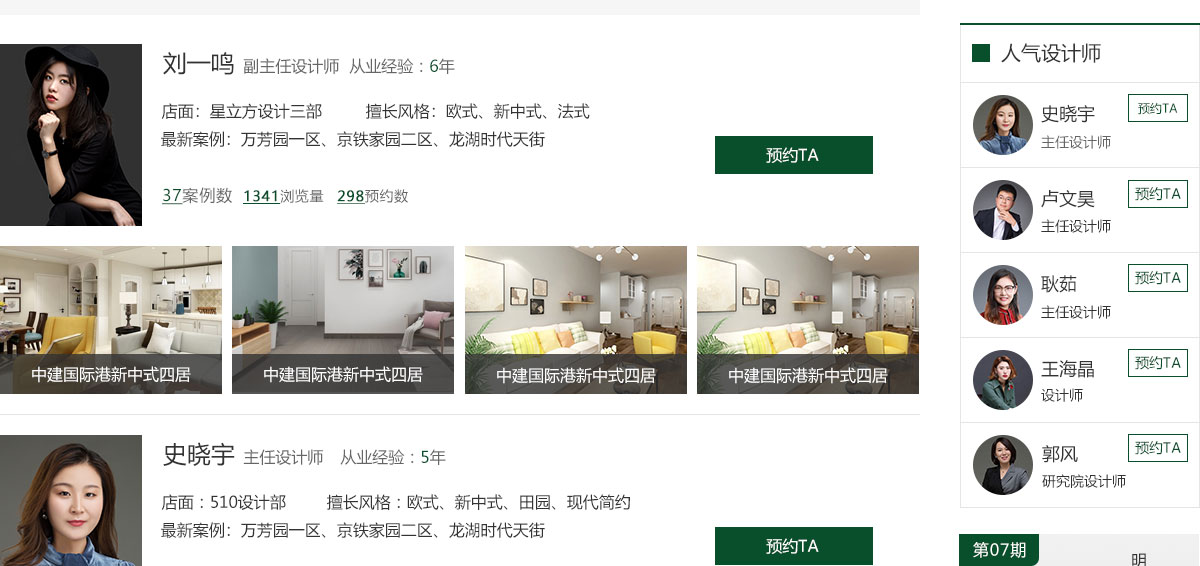 刘一鸣 副主任设计师 从业经验：6年
店面：星立方设计三部 擅长风格：欧式、新中式、法式
最新案例：万芳园一区、京铁家园二区、龙湖时代天街
预约TA
37案例数 1341浏览量 298预约数
中建国际港新中式四居
中建国际港新中式四居
中建国际港新中式四居
中建国际港新中式四居
史晓宇 主任设计师 从业经验：5年
店面：510设计部 擅长风格：欧式、新中式、田园、现代简约
最新案例：万芳园一区、京铁家园二区、龙湖时代天街
预约TA
人气设计师
史晓宇 预约TA
主任设计师
卢文昊 预约TA
主任设计师
耿茹 预约TA
主任设计师
王海晶 预约TA
设计师
郭风 预约TA
研究院设计师
第07期
明